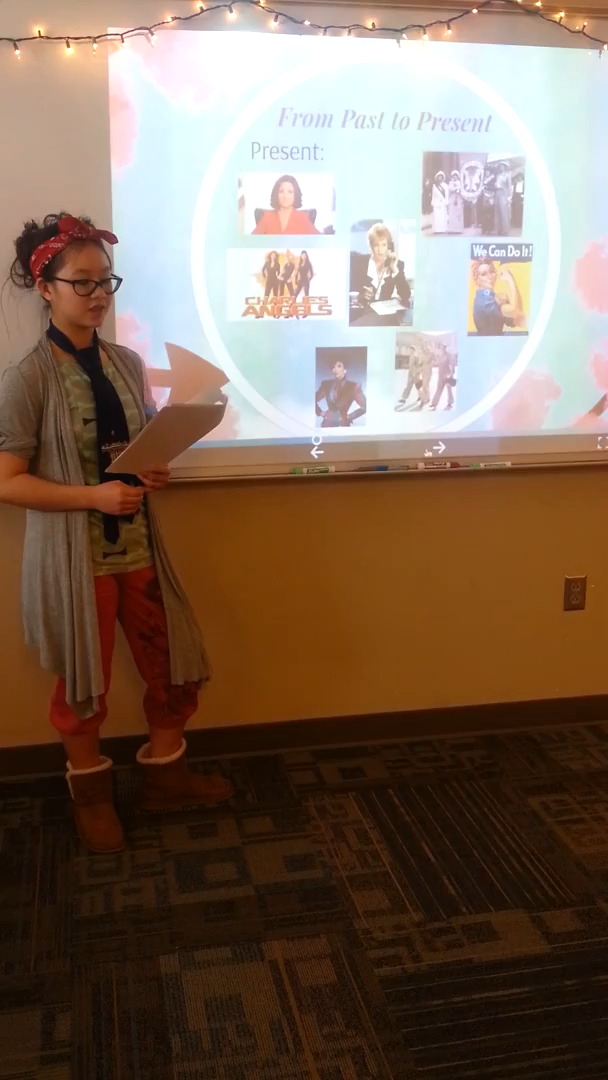 From Past to Present
Present:
We Can Do It!
CHARLIE'S
ANGELS